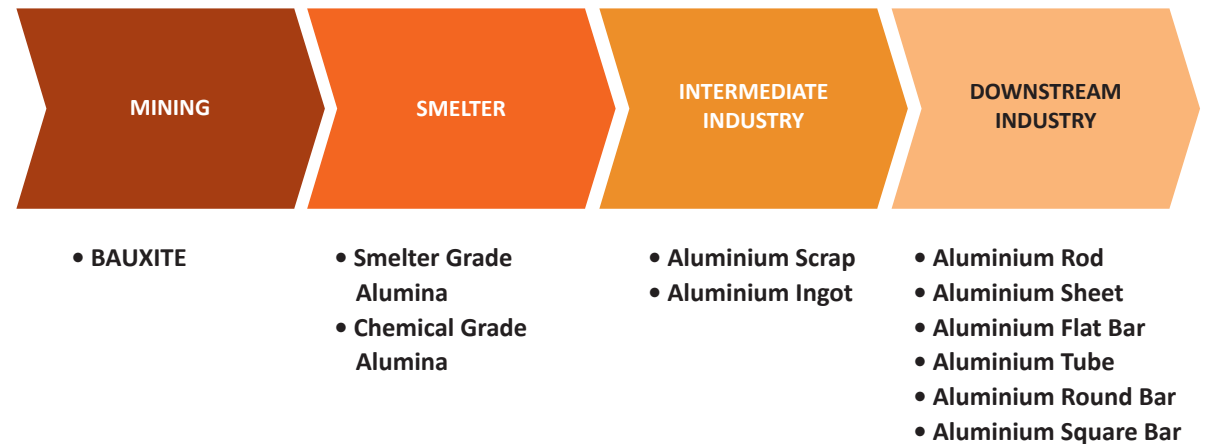 MINING
SMELTER
INTERMEDIATE
INDUSTRY
DOWNSTREAM
INDUSTRY
• BAUXITE
• Smelter Grade
Alumina
• Chemical Grade
Alumina
• Aluminium Scrap
• Aluminium Ingot
• Aluminium Rod
• Aluminium Sheet
• Aluminium Flat Bar
• Aluminium Tube
• Aluminium Round Bar
• Aluminium Square Bar